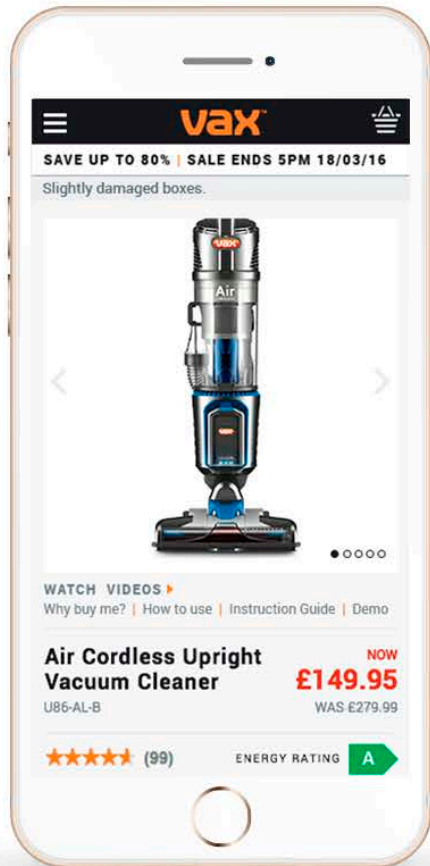 vax
SAVE UP TO 80% | SALE ENDS 5PM 18/03/16
Slightly damaged boxes.
vax
Air
vax
WATCH VIDEOS
Why buy me? | How to use | Instruction Guide | Demo
Air Cordless Upright
Vacuum Cleaner
U86-AL-B
NOW
£149.95
WAS £279.99
(99)
ENERGY RATING A